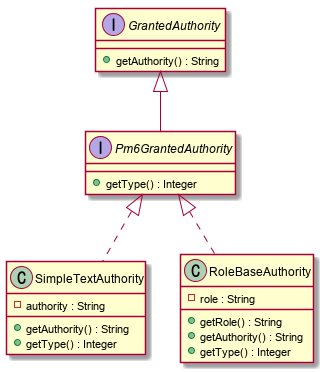 I GrantedAuthority
getAuthority() : String
I Pm6GrantedAuthority
getType() : Integer
C SimpleTextAuthority
authority : String
getAuthority() : String
getType() : Integer
C RoleBaseAuthority
role : String
getRole() : String
getAuthority() : String
getType() : Integer